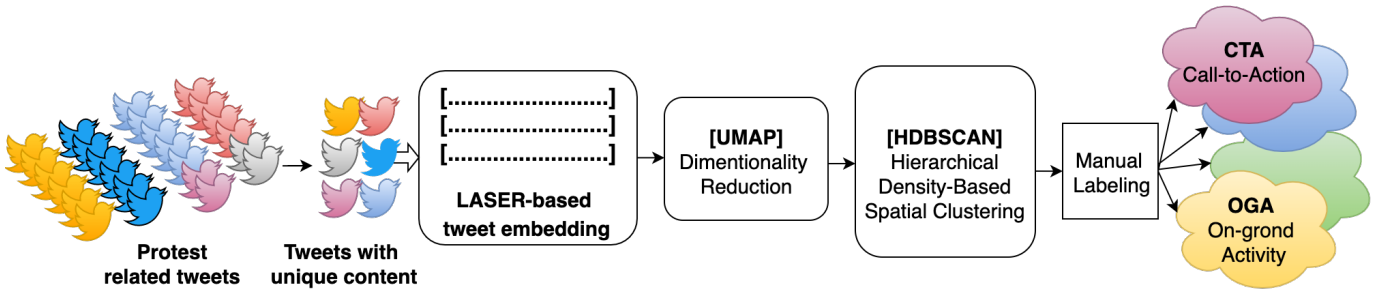 Protest
related tweets
Tweets with
unique content
[............................]
[............................]
[............................]
LASER-based
tweet embedding
[UMAP]
Dimentionality
Reduction
[HDBSCAN]
Hierarchical
Density-Based
Spatial Clustering
Manual
Labeling
CTA
Call-to-Action
OGA
On-grond
Activity